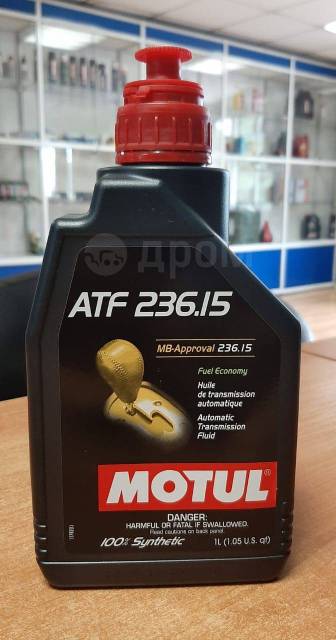 дром
ATF 236.15
MB-Approval 236.15
Fuel Economy
Huile
de transmission
automatique
Automatic
Transmission
Fluid
MOTUL®
DANGER:
HARMFUL OR FATAL IF SWALLOWED.
Read cautions on back panel.
100% Synthetic
1L (1.05 U.S. qt)